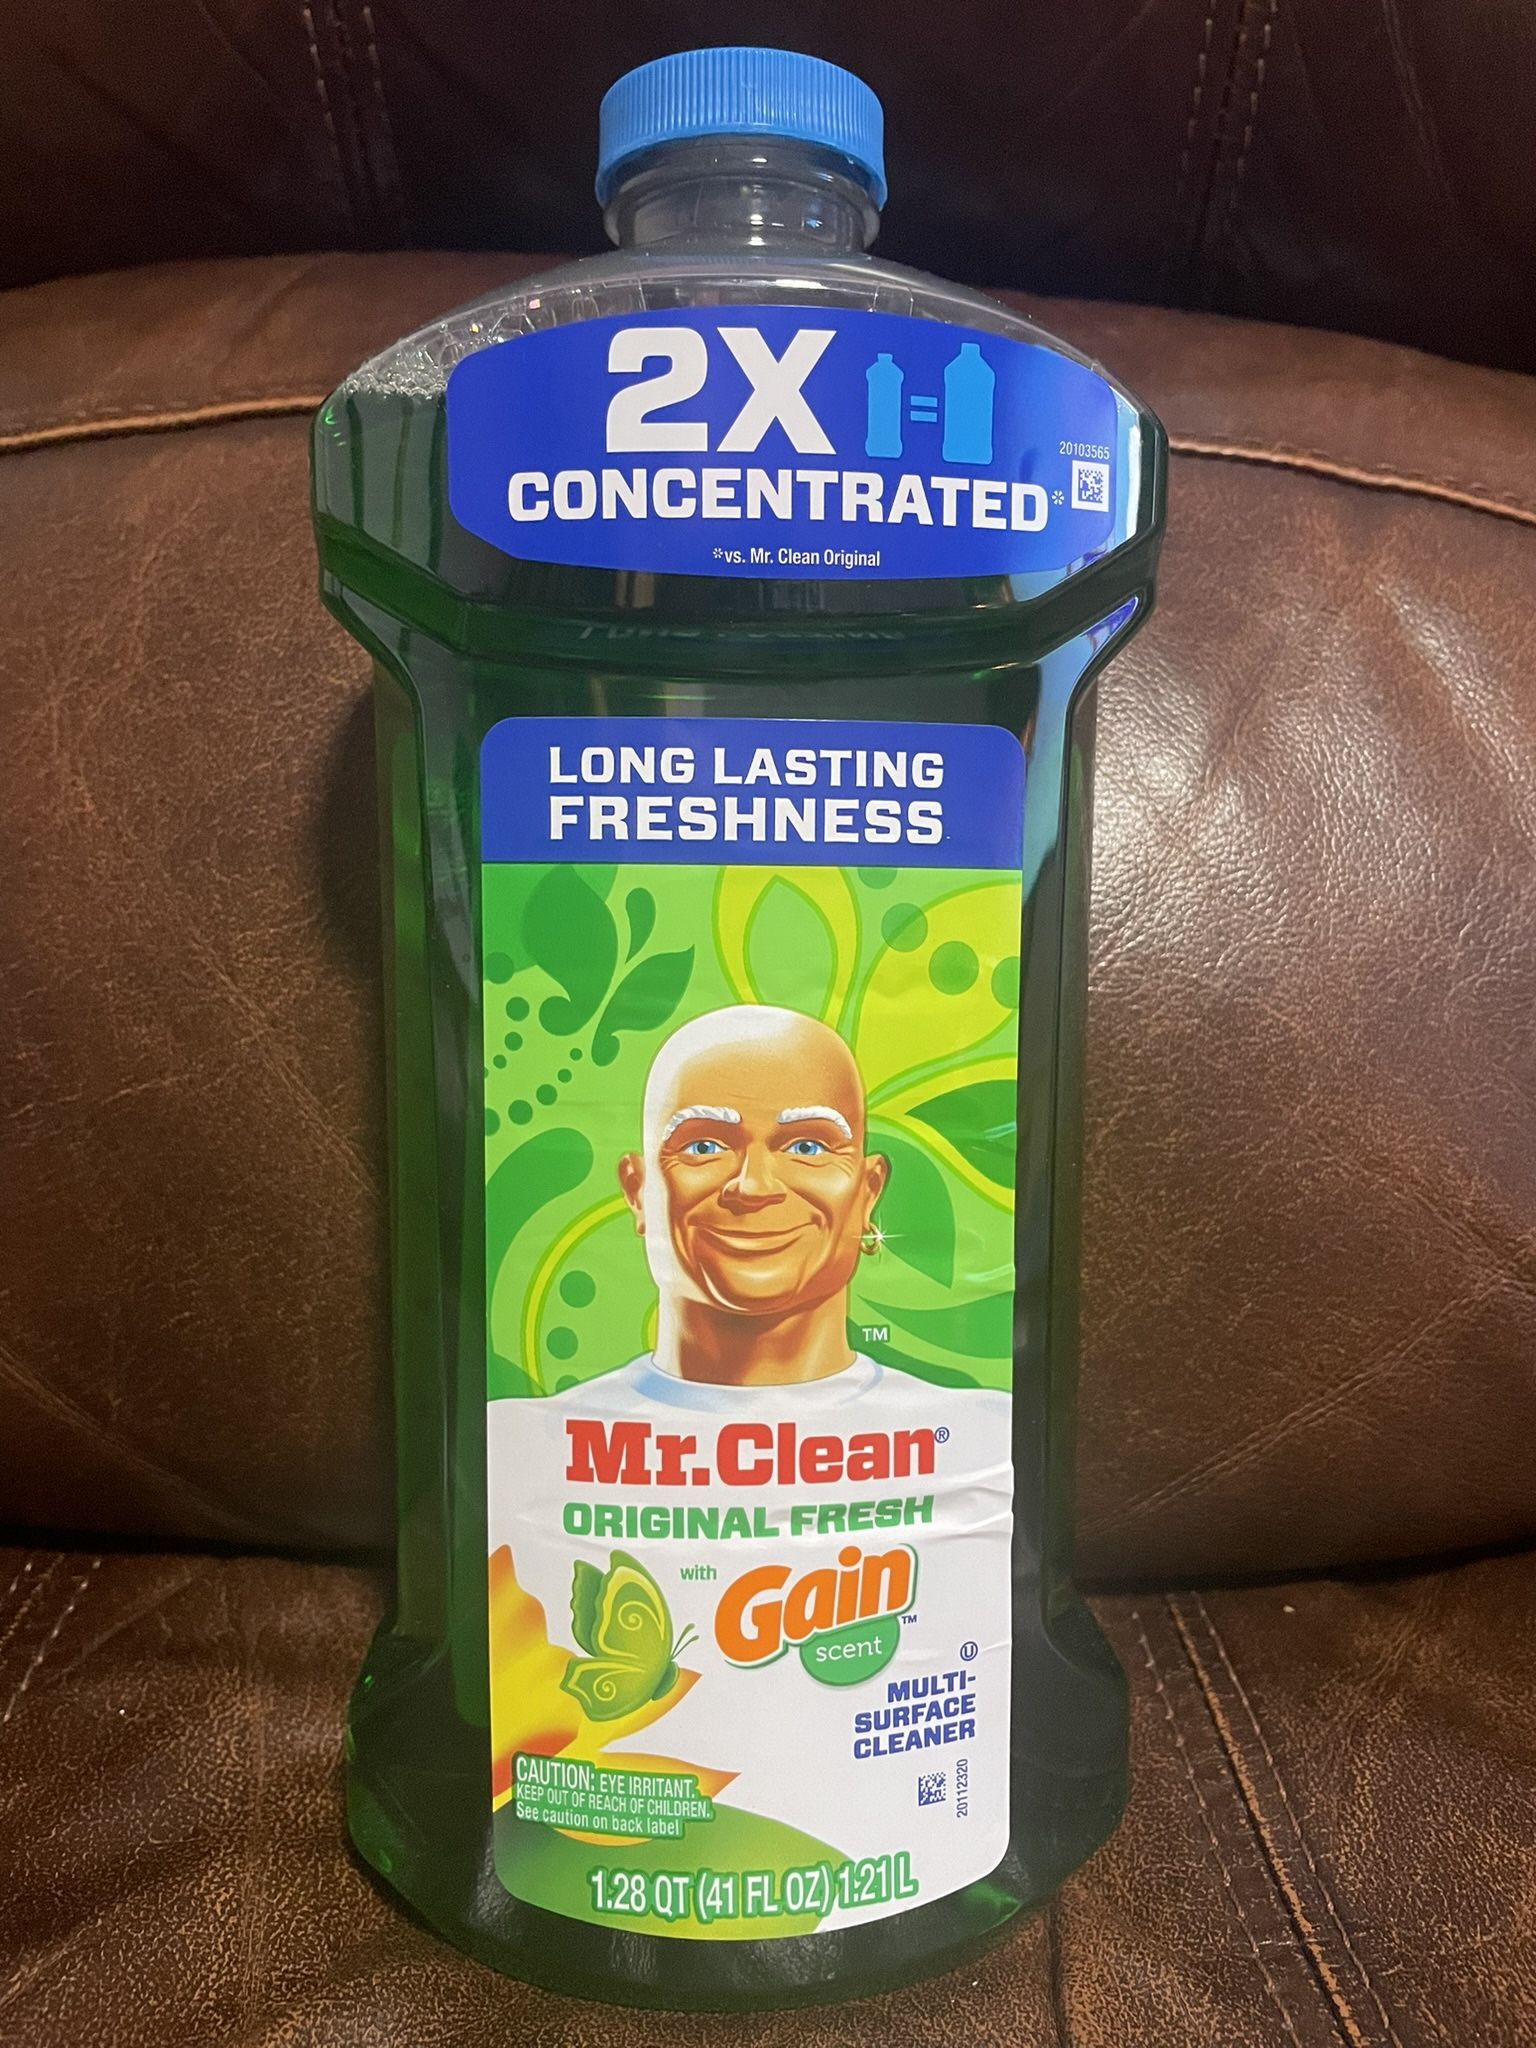 2X
20103565
CONCENTRATED*
*vs. Mr. Clean Original
LONG LASTING
FRESHNESS
TM
Mr. Clean®
ORIGINAL FRESH
with Gain™
scent
U
MULTI-
SURFACE
CLEANER
CAUTION: EYE IRRITANT.
KEEP OUT OF REACH OF CHILDREN.
See caution on back label
20112320
1.28 QT (41 FL OZ) 1.21 L